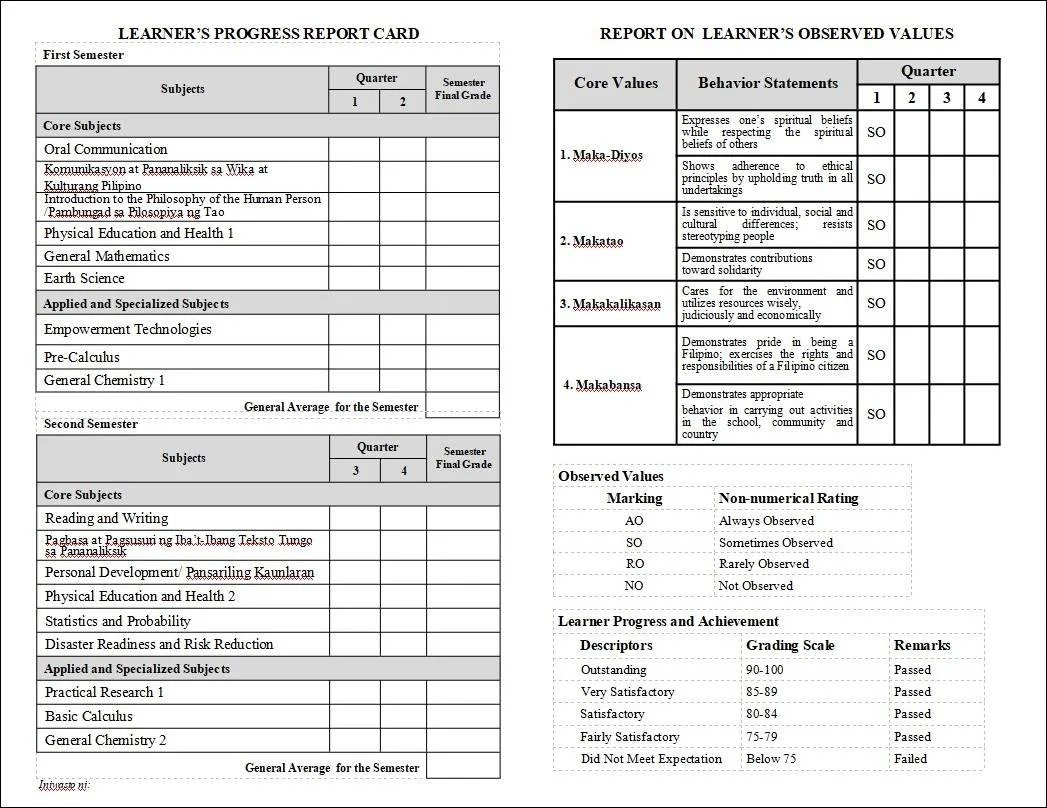 LEARNER'S PROGRESS REPORT CARD
First Semester
Subjects
Quarter
Semester
Final Grade
1 2
Core Subjects
Oral Communication
Komunikasyon at Pananaliksik sa Wika at
Kulturang Pilipino
Introduction to the Philosophy of the Human Person
/Pambungad sa Pilosopiya ng Tao
Physical Education and Health 1
General Mathematics
Earth Science
Applied and Specialized Subjects
Empowerment Technologies
Pre-Calculus
General Chemistry 1
General Average for the Semester
Second Semester
Subjects
Quarter
Semester
Final Grade
3 4
Core Subjects
Reading and Writing
Pagbasa at Pagsusuri ng Iba't-Ibang Teksto Tungo
sa Pananaliksik
Personal Development/ Pansariling Kaunlaran
Physical Education and Health 2
Statistics and Probability
Disaster Readiness and Risk Reduction
Applied and Specialized Subjects
Practical Research 1
Basic Calculus
General Chemistry 2
General Average for the Semester
Iniwasto ni:
REPORT ON LEARNER'S OBSERVED VALUES
Core Values
Behavior Statements
Quarter
1 2 3 4
1. Maka-Diyos
Expresses one's spiritual beliefs
while respecting the spiritual
beliefs of others
SO
Shows adherence to ethical
principles by upholding truth in all
undertakings
SO
2. Makatao
Is sensitive to individual, social and
cultural differences; resists
stereotyping people
SO
Demonstrates contributions
toward solidarity
SO
3. Makakalikasan
Cares for the environment and
utilizes resources wisely,
judiciously and economically
SO
4. Makabansa
Demonstrates pride in being a
Filipino; exercises the rights and
responsibilities of a Filipino citizen
SO
Demonstrates appropriate
behavior in carrying out activities
in the school, community and
country
SO
Observed Values
Marking Non-numerical Rating
AO Always Observed
SO Sometimes Observed
RO Rarely Observed
NO Not Observed
Learner Progress and Achievement
Descriptors Grading Scale Remarks
Outstanding 90-100 Passed
Very Satisfactory 85-89 Passed
Satisfactory 80-84 Passed
Fairly Satisfactory 75-79 Passed
Did Not Meet Expectation Below 75 Failed